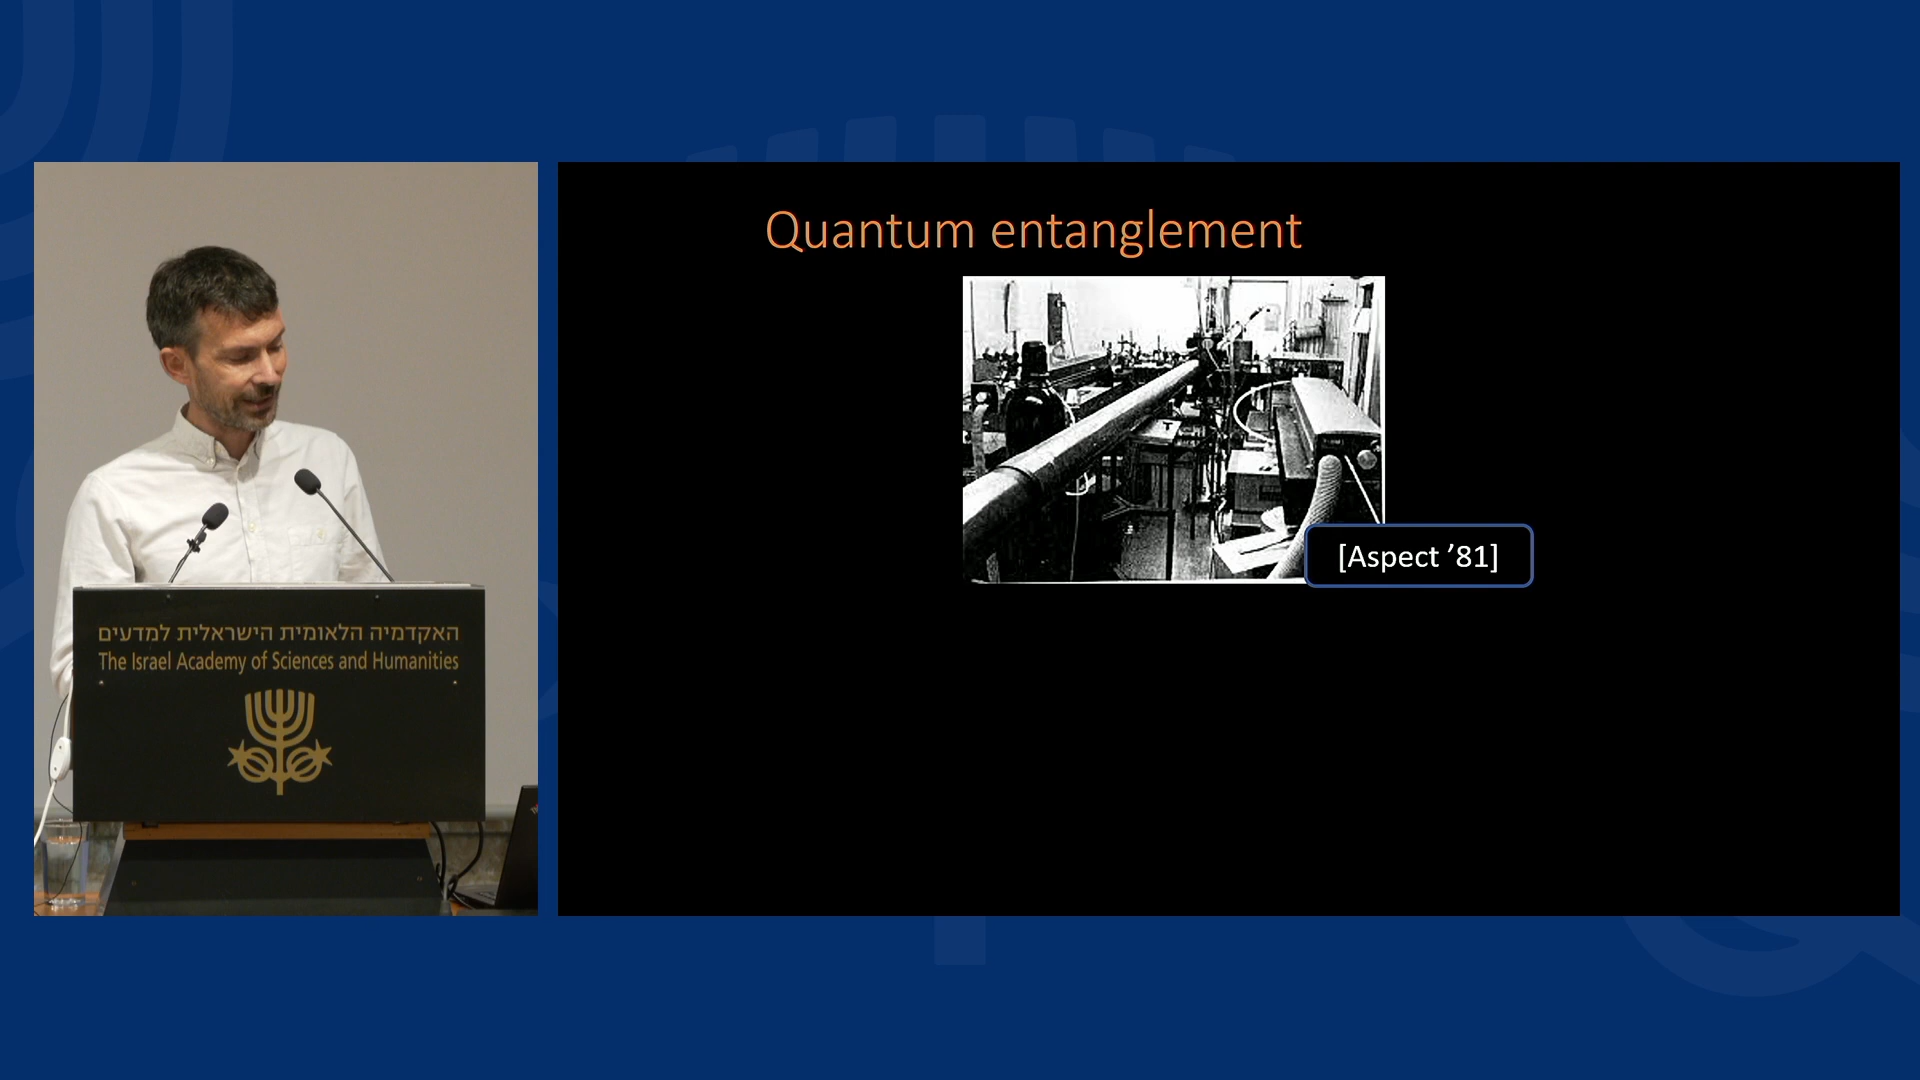 Quantum entanglement
[Aspect ’81]
האקדמיה הלאומית הישראלית למדעים
The Israel Academy of Sciences and Humanities